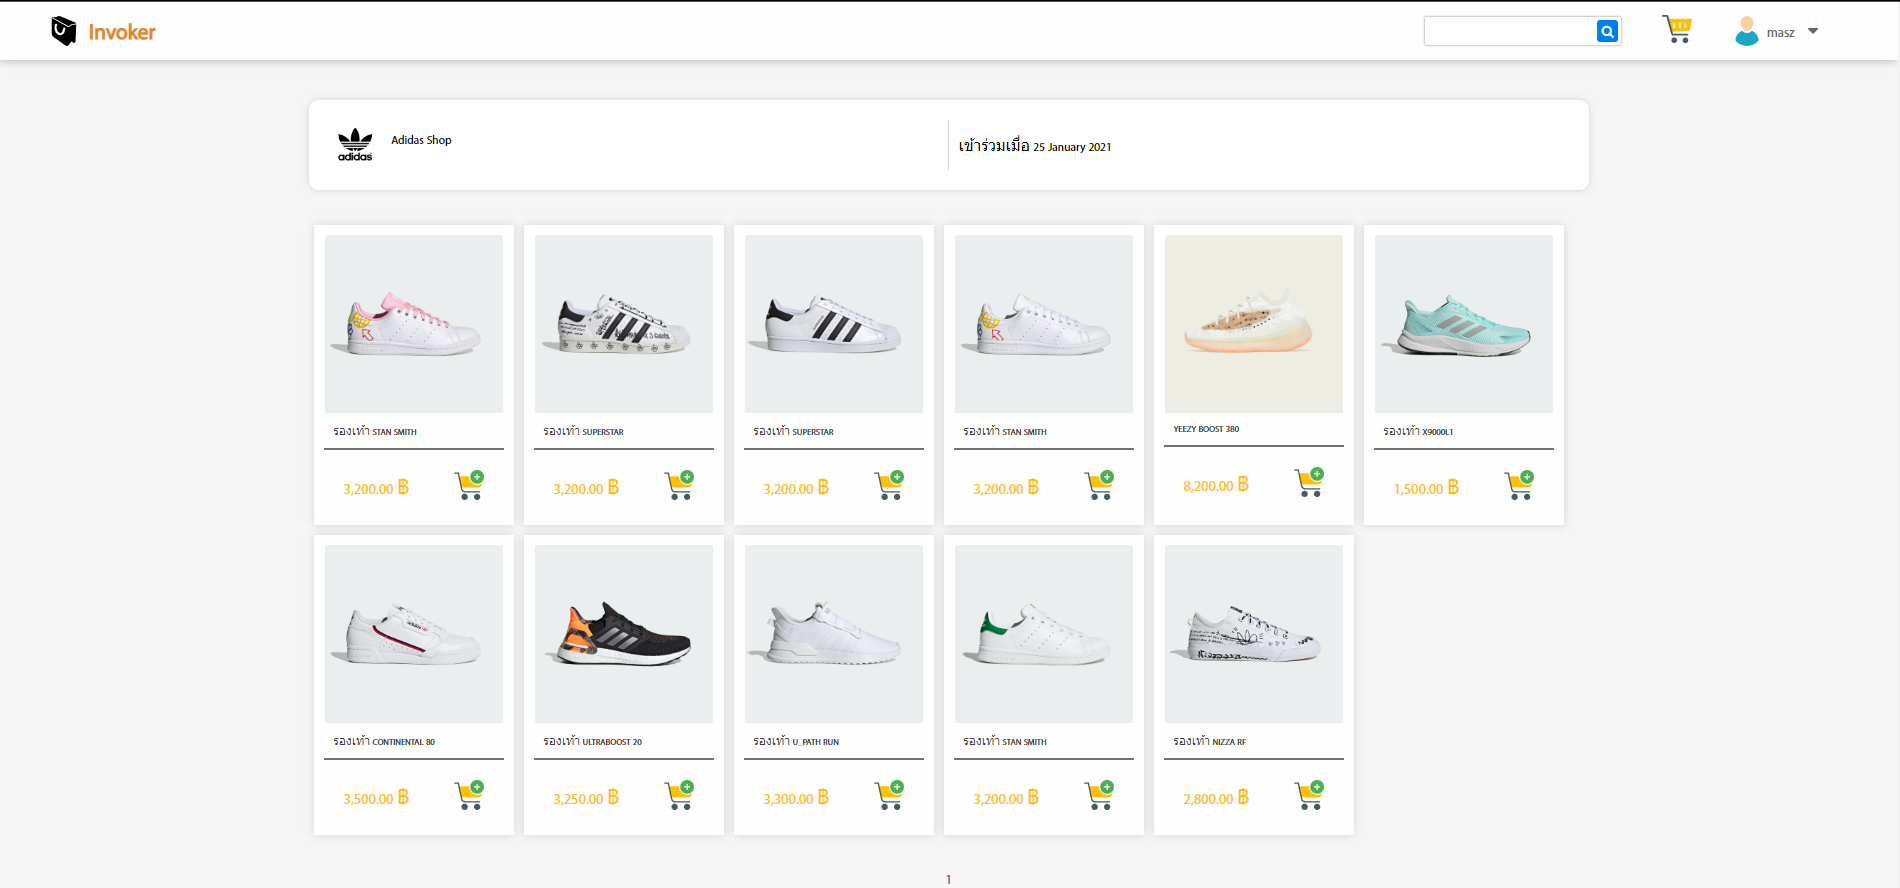 Invoker
masz
adidas
Adidas Shop
เข้าร่วมเมื่อ 25 January 2021
รองเท้า STAN SMITH
3,200.00 ฿
รองเท้า SUPERSTAR
3,200.00 ฿
รองเท้า SUPERSTAR
3,200.00 ฿
รองเท้า STAN SMITH
3,200.00 ฿
YEEZY BOOST 380
8,200.00 ฿
รองเท้า X9000L1
1,500.00 ฿
รองเท้า CONTINENTAL 80
3,500.00 ฿
รองเท้า ULTRABOOST 20
3,250.00 ฿
รองเท้า U_PATH RUN
3,300.00 ฿
รองเท้า STAN SMITH
3,200.00 ฿
รองเท้า NIZZA RF
2,800.00 ฿
1